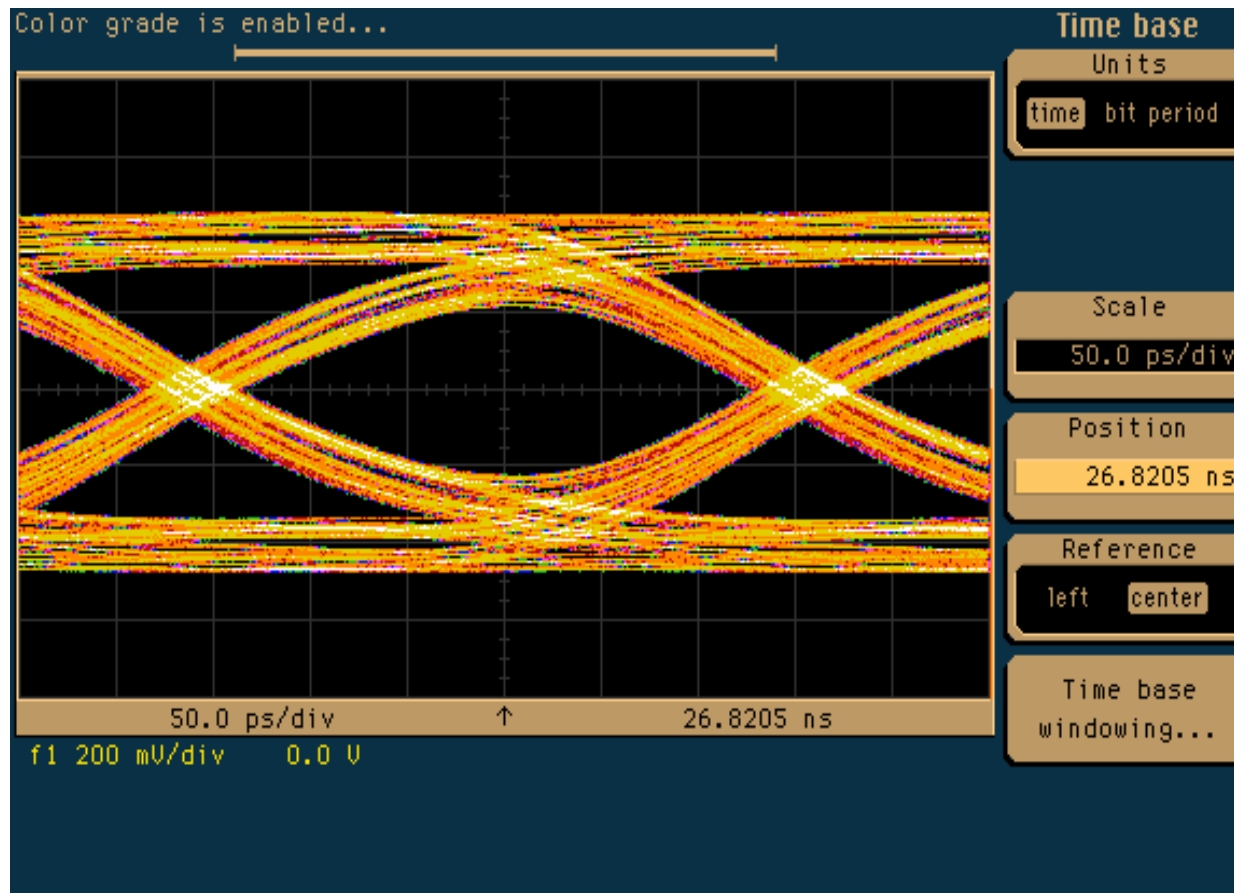 Color grade is enabled...
Time base
Units
time bit period
Scale
50.0 ps/div
Position
26.8205 ns
Reference
left center
Time base
windowing...
50.0 ps/div ↑ 26.8205 ns
f1 200 mV/div 0.0 V